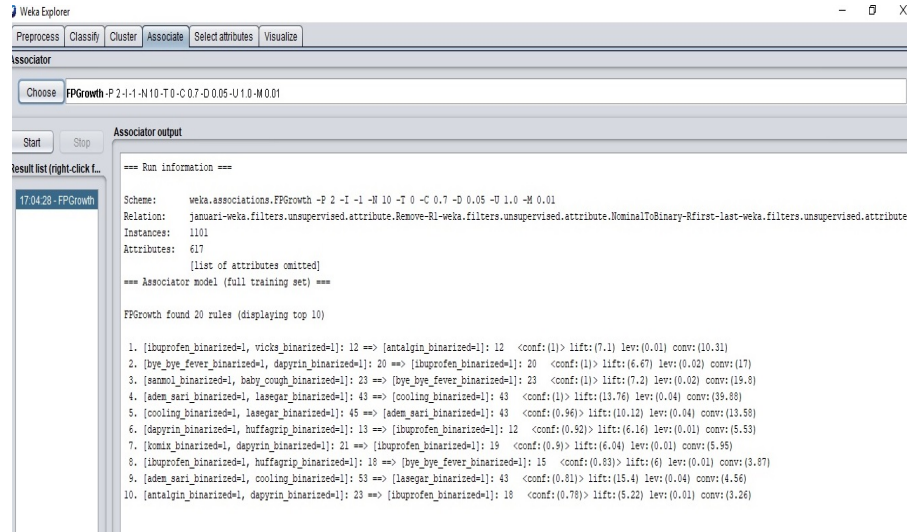 Weka Explorer
Preprocess Classify Cluster Associate Select attributes Visualize
Associator
Choose FPGrowth -P 2 -I -1 -N 10 -T 0 -C 0.7 -D 0.05 -U 1.0 -M 0.01
Start Stop
Associator output
Result list (right-click f...
17:04:28 - FPGrowth
=== Run information ===
Scheme: weka.associations.FPGrowth -P 2 -I -1 -N 10 -T 0 -C 0.7 -D 0.05 -U 1.0 -M 0.01
Relation: januari-weka.filters.unsupervised.attribute.Remove-R1-weka.filters.unsupervised.attribute.NominalToBinary-Rfirst-last-weka.filters.unsupervised.attribute
Instances: 1101
Attributes: 617
[list of attributes omitted]
=== Associator model (full training set) ===
FPGrowth found 20 rules (displaying top 10)
1. [ibuprofen_binarized=1, vicks_binarized=1]: 12 ==> [antalgin_binarized=1]: 12 <conf:(1)> lift:(7.1) lev:(0.01) conv:(10.31)
2. [bye_bye_fever_binarized=1, dapyrin_binarized=1]: 20 ==> [ibuprofen_binarized=1]: 20 <conf:(1)> lift:(6.67) lev:(0.02) conv:(17)
3. [sanmol_binarized=1, baby_cough_binarized=1]: 23 ==> [bye_bye_fever_binarized=1]: 23 <conf:(1)> lift:(7.2) lev:(0.02) conv:(19.8)
4. [adem_sari_binarized=1, lasegar_binarized=1]: 43 ==> [cooling_binarized=1]: 43 <conf:(1)> lift:(13.76) lev:(0.04) conv:(39.88)
5. [cooling_binarized=1, lasegar_binarized=1]: 45 ==> [adem_sari_binarized=1]: 43 <conf:(0.96)> lift:(10.12) lev:(0.04) conv:(13.58)
6. [dapyrin_binarized=1, huffagrip_binarized=1]: 13 ==> [ibuprofen_binarized=1]: 12 <conf:(0.92)> lift:(6.16) lev:(0.01) conv:(5.53)
7. [komix_binarized=1, dapyrin_binarized=1]: 21 ==> [ibuprofen_binarized=1]: 19 <conf:(0.9)> lift:(6.04) lev:(0.01) conv:(5.95)
8. [ibuprofen_binarized=1, huffagrip_binarized=1]: 18 ==> [bye_bye_fever_binarized=1]: 15 <conf:(0.83)> lift:(6) lev:(0.01) conv:(3.87)
9. [adem_sari_binarized=1, cooling_binarized=1]: 53 ==> [lasegar_binarized=1]: 43 <conf:(0.81)> lift:(15.4) lev:(0.04) conv:(4.56)
10. [antalgin_binarized=1, dapyrin_binarized=1]: 23 ==> [ibuprofen_binarized=1]: 18 <conf:(0.78)> lift:(5.22) lev:(0.01) conv:(3.26)